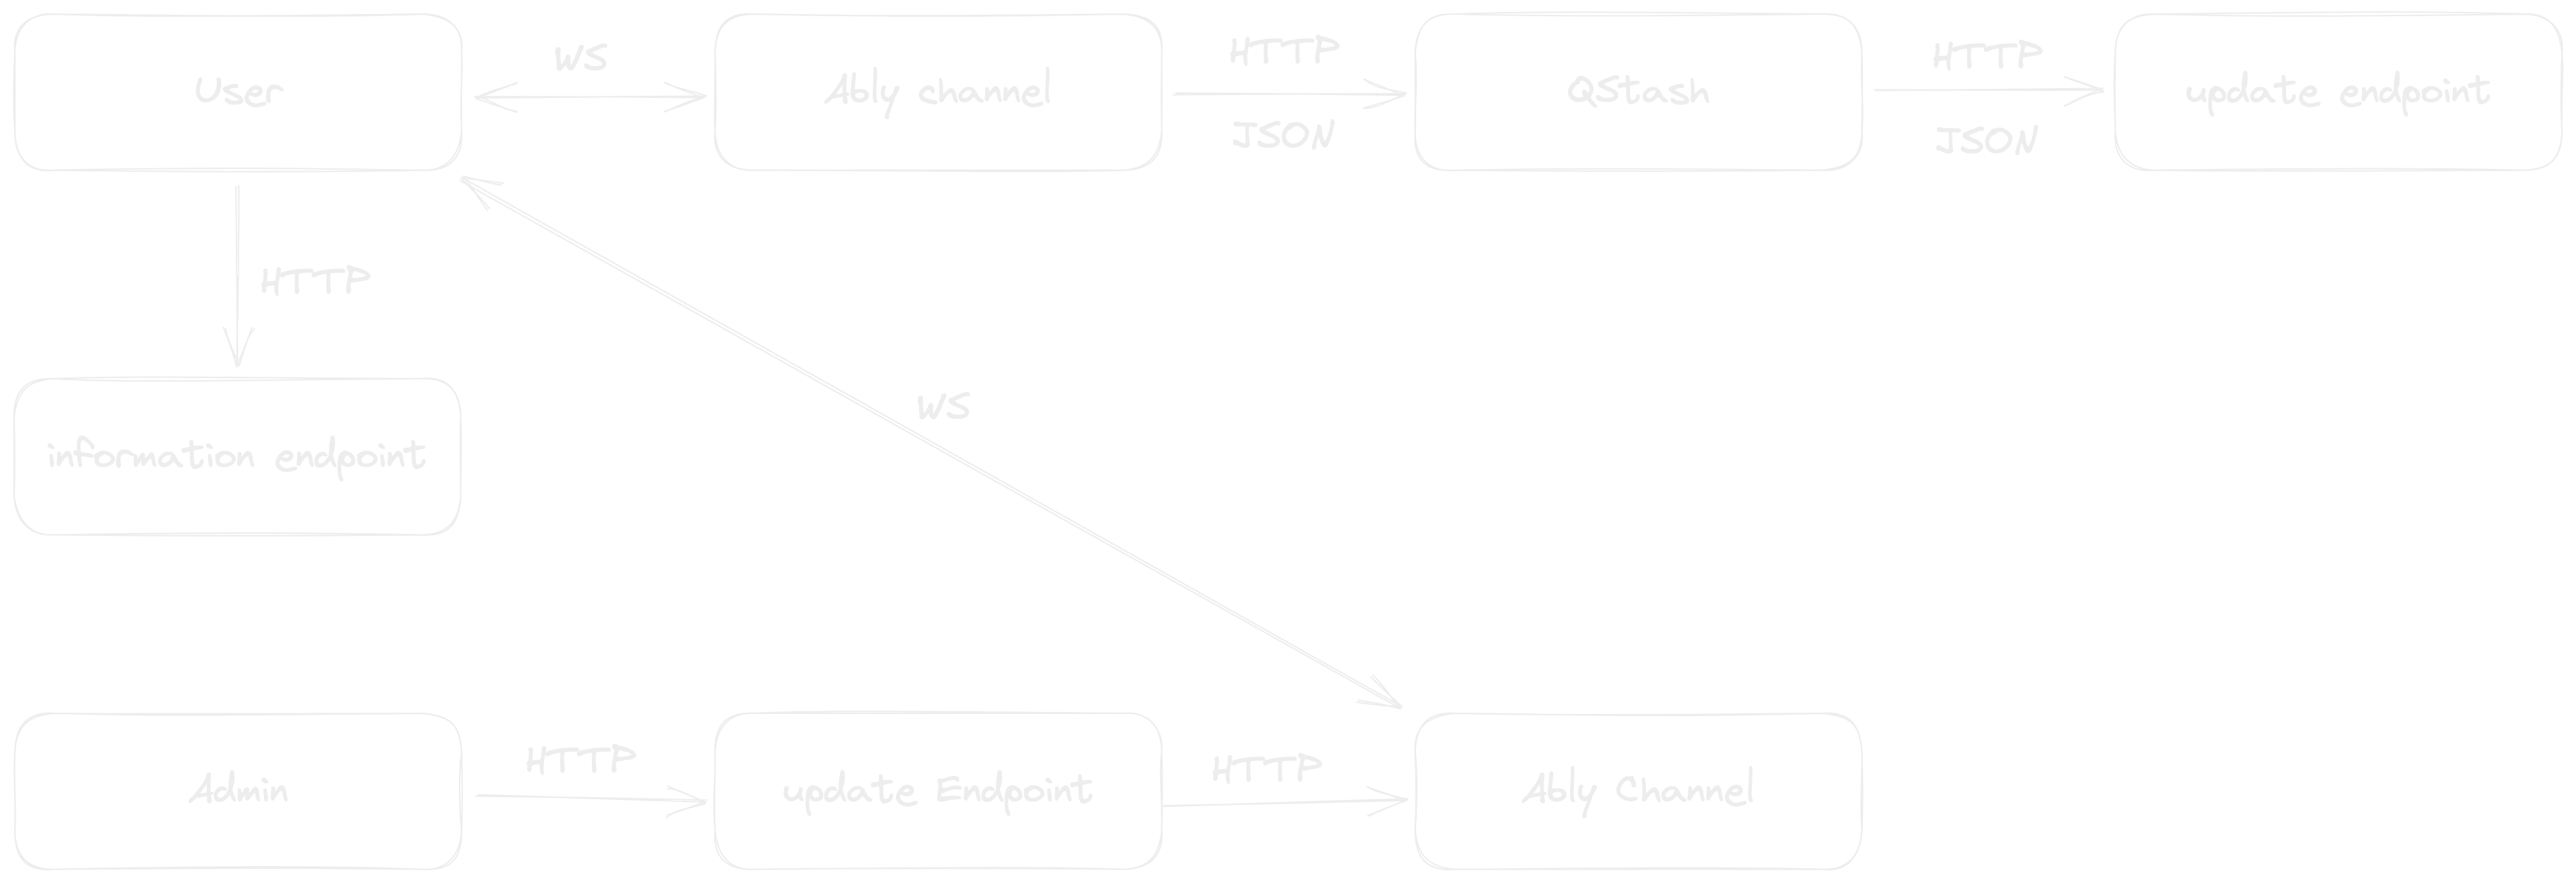 User
WS
Ably channel
HTTP
JSON
QStash
HTTP
JSON
update endpoint
HTTP
information endpoint
WS
Admin
HTTP
update Endpoint
HTTP
Ably Channel